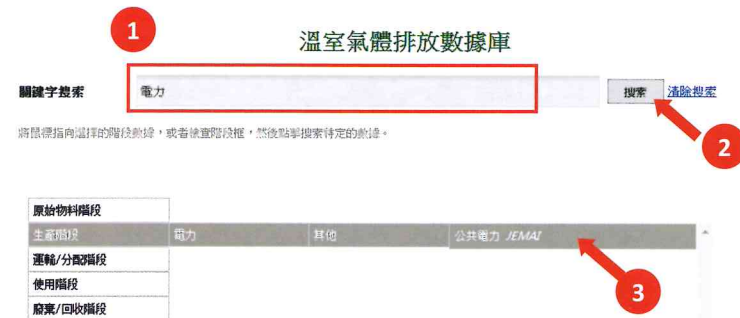 1
溫室氣體排放數據庫
關鍵字搜索 電力 搜索 清除搜索
2
將鼠標指向選擇的階段數據，或者檢查階段框，然後點擊搜索特定的數據。
原始物料階段
生產階段 電力 其他 公共電力 JEMAI
運輸/分配階段
使用階段
3
廢棄/回收階段